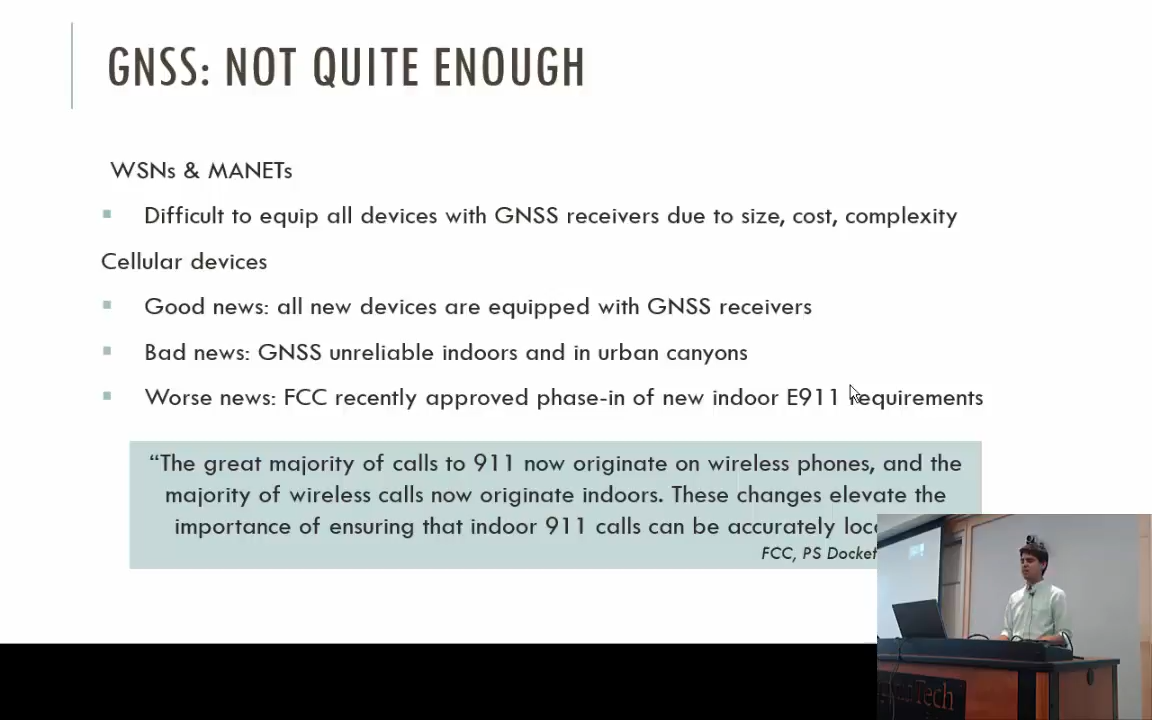 GNSS: NOT QUITE ENOUGH
WSNs & MANETs
▪ Difficult to equip all devices with GNSS receivers due to size, cost, complexity
Cellular devices
▪ Good news: all new devices are equipped with GNSS receivers
▪ Bad news: GNSS unreliable indoors and in urban canyons
▪ Worse news: FCC recently approved phase-in of new indoor E911 requirements
“The great majority of calls to 911 now originate on wireless phones, and the
majority of wireless calls now originate indoors. These changes elevate the
importance of ensuring that indoor 911 calls can be accurately
FCC, PS Docket
Tech